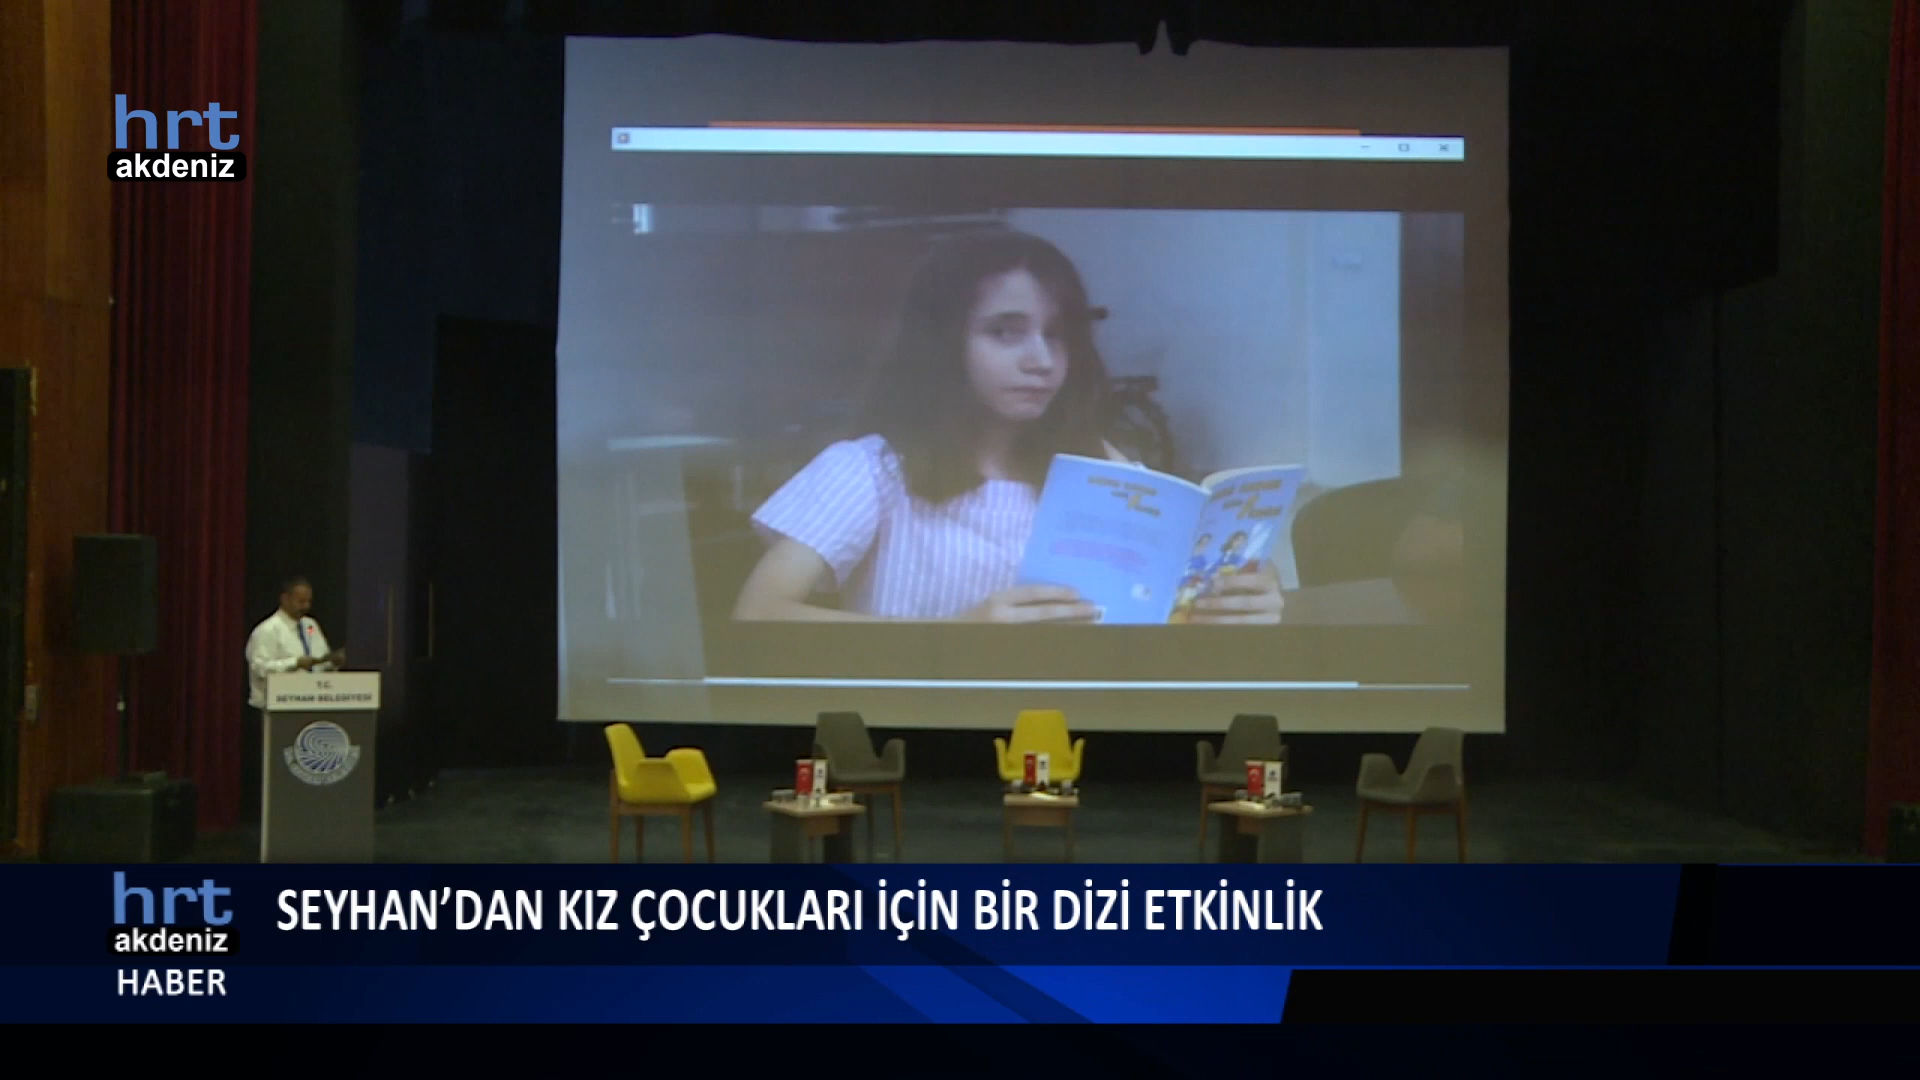 hrt
akdeniz
T.C.
SEYHAN BELEDİYESİ
hrt
akdeniz
HABER
SEYHAN'DAN KIZ ÇOCUKLARI İÇİN BİR DİZİ ETKİNLİK